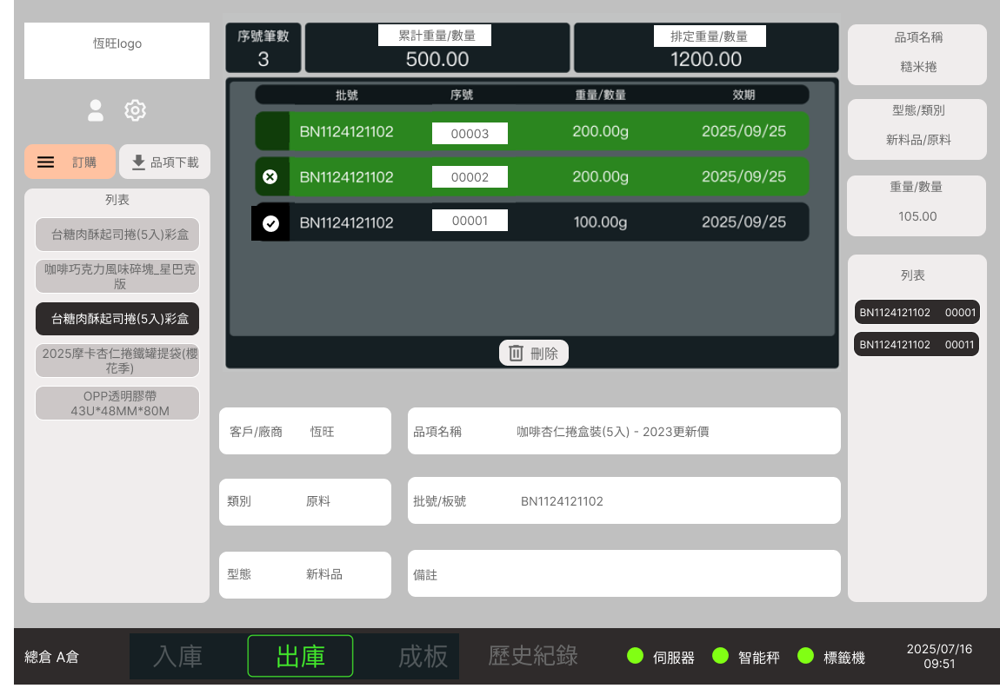 恆旺logo
訂購
品項下載
列表
台糖肉酥起司捲(5入)彩盒
咖啡巧克力風味碎塊_星巴克
版
台糖肉酥起司捲(5入)彩盒
2025摩卡杏仁捲鐵罐提袋(櫻
花季)
OPP透明膠帶
43U*48MM*80M
序號筆數
3
累計重量/數量
500.00
排定重量/數量
1200.00
批號 序號 重量/數量 效期
BN1124121102 00003 200.00g 2025/09/25
BN1124121102 00002 200.00g 2025/09/25
BN1124121102 00001 100.00g 2025/09/25
刪除
客戶/廠商 恆旺
品項名稱 咖啡杏仁捲盒裝(5入) - 2023更新價
類別 原料
批號/板號 BN1124121102
型態 新料品
備註
品項名稱
糙米捲
型態/類別
新料品/原料
重量/數量
105.00
列表
BN1124121102 00001
BN1124121102 00011
總倉 A倉
入庫
出庫
成板
歷史紀錄
伺服器
智能秤
標籤機
2025/07/16
09:51